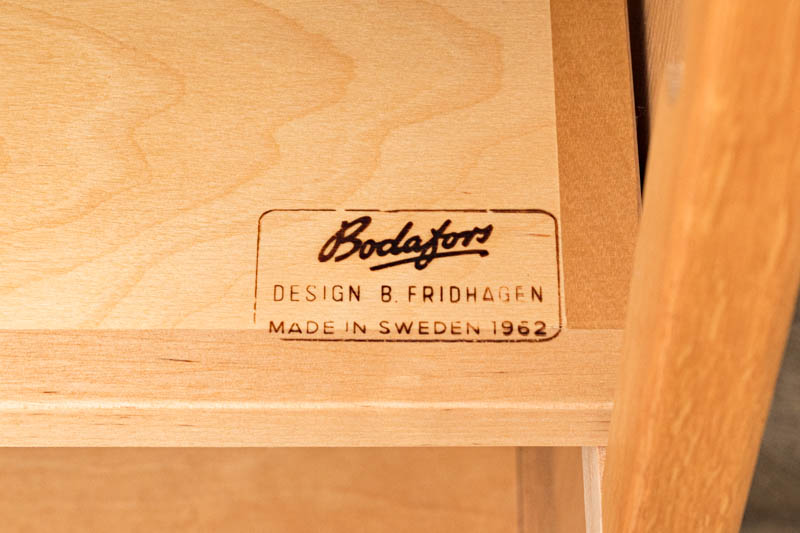 Bodafors
DESIGN B. FRIDHAGEN
MADE IN SWEDEN 1962